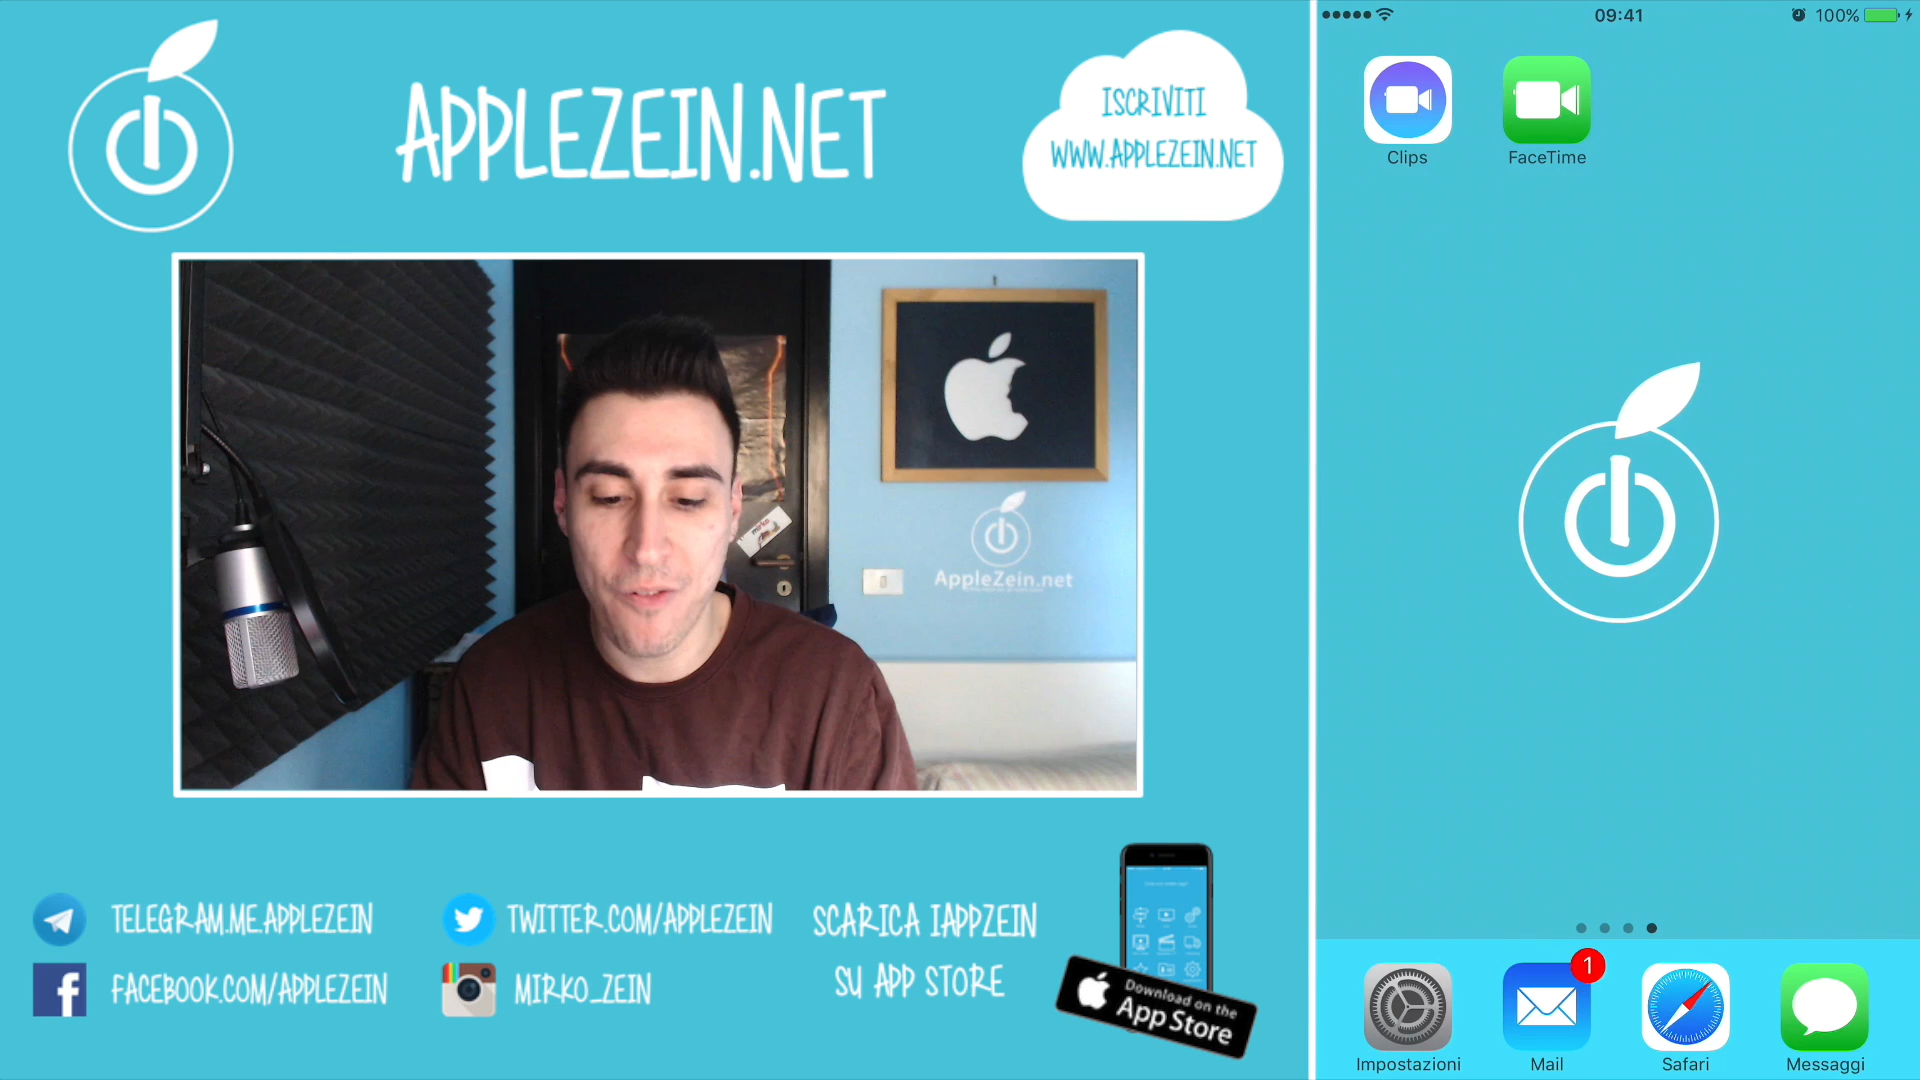 APPLEZEIN.NET
ISCRIVITI
WWW.APPLEZEIN.NET
09:41
100%
Clips
FaceTime
AppleZein.net
TELEGRAM.ME.APPLEZEIN
TWITTER.COM/APPLEZEIN
FACEBOOK.COM/APPLEZEIN
MIRKO_ZEIN
SCARICA IAPPZEIN
SU APP STORE
Download on the
App Store
1
Impostazioni
Mail
Safari
Messaggi